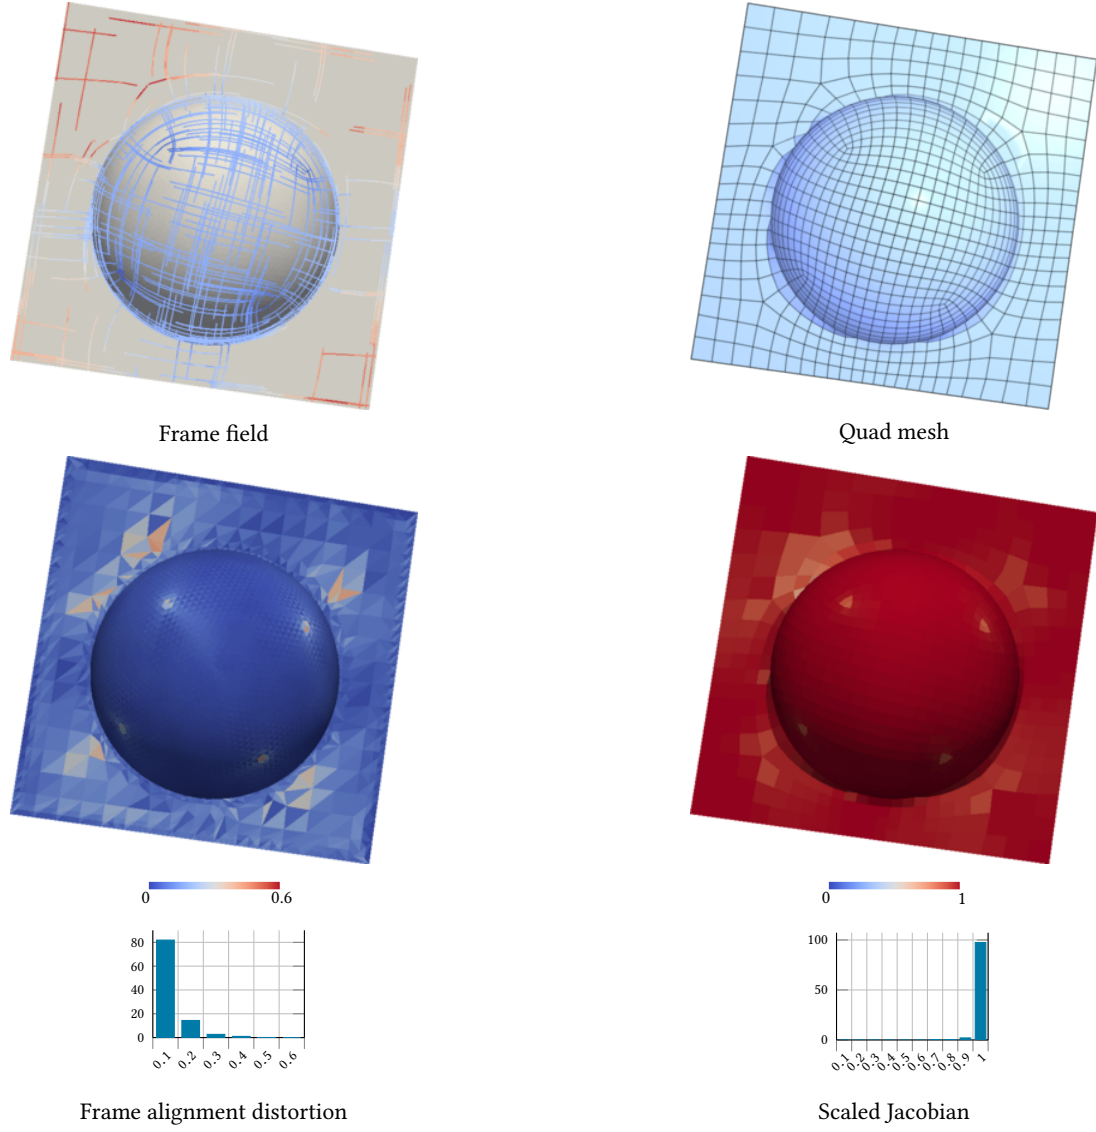 Frame field
Quad mesh
0 0.6
0 1
80
60
40
20
0
0.1 0.2 0.3 0.4 0.5 0.6
100
50
0
0.1 0.2 0.3 0.4 0.5 0.6 0.7 0.8 0.9 1
Frame alignment distortion
Scaled Jacobian